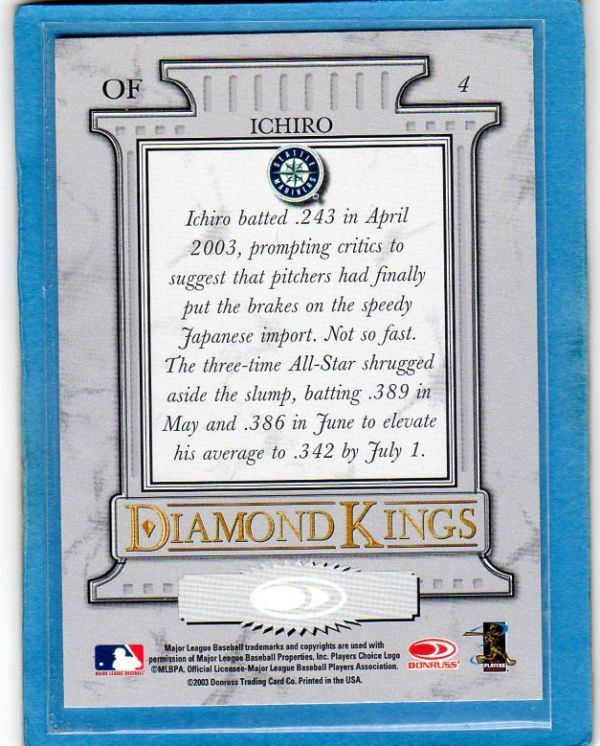 OF
4
ICHIRO
SEATTLE
MARINERS
Ichiro batted .243 in April
2003, prompting critics to
suggest that pitchers had finally
put the brakes on the speedy
Japanese import. Not so fast.
The three-time All-Star shrugged
aside the slump, batting .389 in
May and .386 in June to elevate
his average to .342 by July 1.
DIAMOND KINGS
Major League Baseball trademarks and copyrights are used with
permission of Major League Baseball Properties, Inc. Players Choice Logo
©MLBPA. Official Licensee-Major League Baseball Players Association.
©2003 Donruss Trading Card Co. Printed in the USA.
MAJOR LEAGUE BASEBALL
DONRUSS
PLAYERS